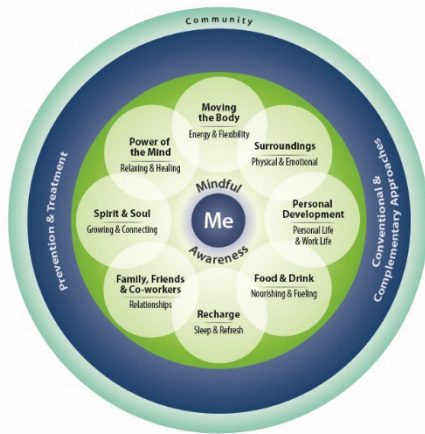 Community
Prevention & Treatment
Conventional &
Complementary Approaches
Moving
the Body
Energy & Flexibility
Surroundings
Physical & Emotional
Personal
Development
Personal Life
& Work Life
Food & Drink
Nourishing & Fueling
Recharge
Sleep & Refresh
Family, Friends
& Co-workers
Relationships
Spirit & Soul
Growing & Connecting
Power of
the Mind
Relaxing & Healing
Mindful
Me
Awareness